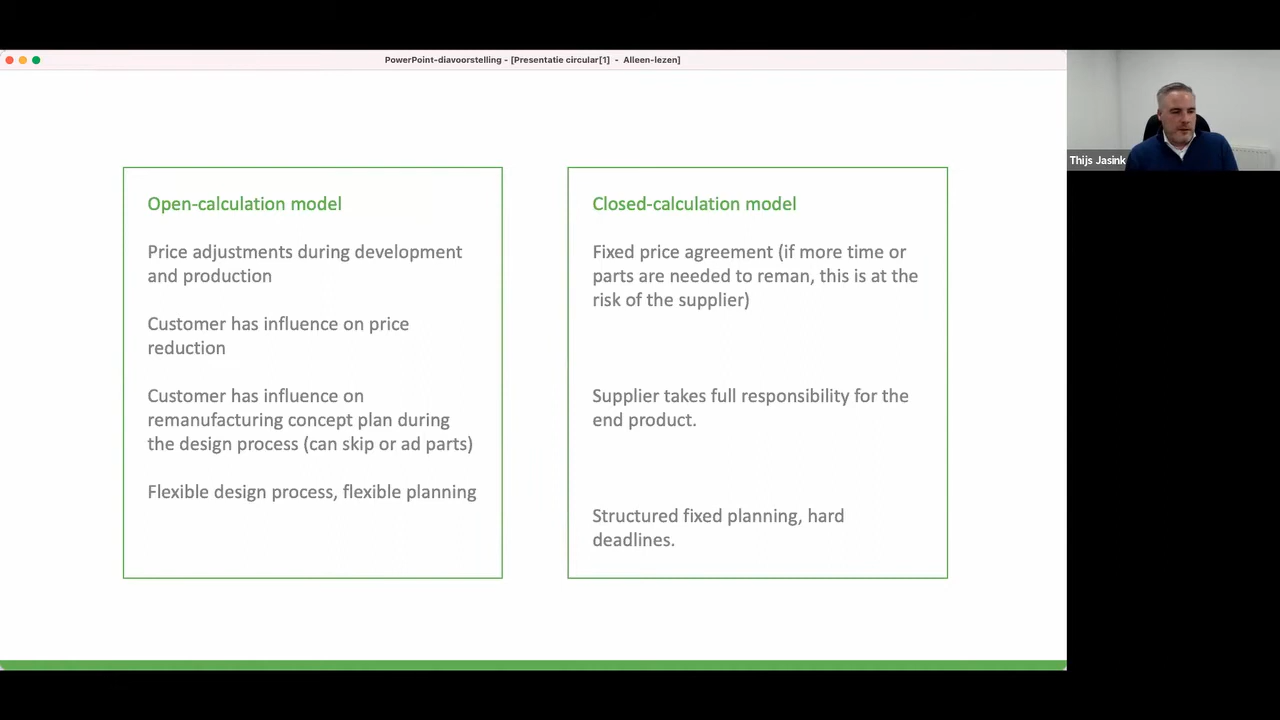 PowerPoint-diavoorstelling - [Presentatie circular[1] - Alleen-lezen]
Thijs Jasink
Open-calculation model
Price adjustments during development
and production
Customer has influence on price
reduction
Customer has influence on
remanufacturing concept plan during
the design process (can skip or ad parts)
Flexible design process, flexible planning
Closed-calculation model
Fixed price agreement (if more time or
parts are needed to reman, this is at the
risk of the supplier)
Supplier takes full responsibility for the
end product.
Structured fixed planning, hard
deadlines.